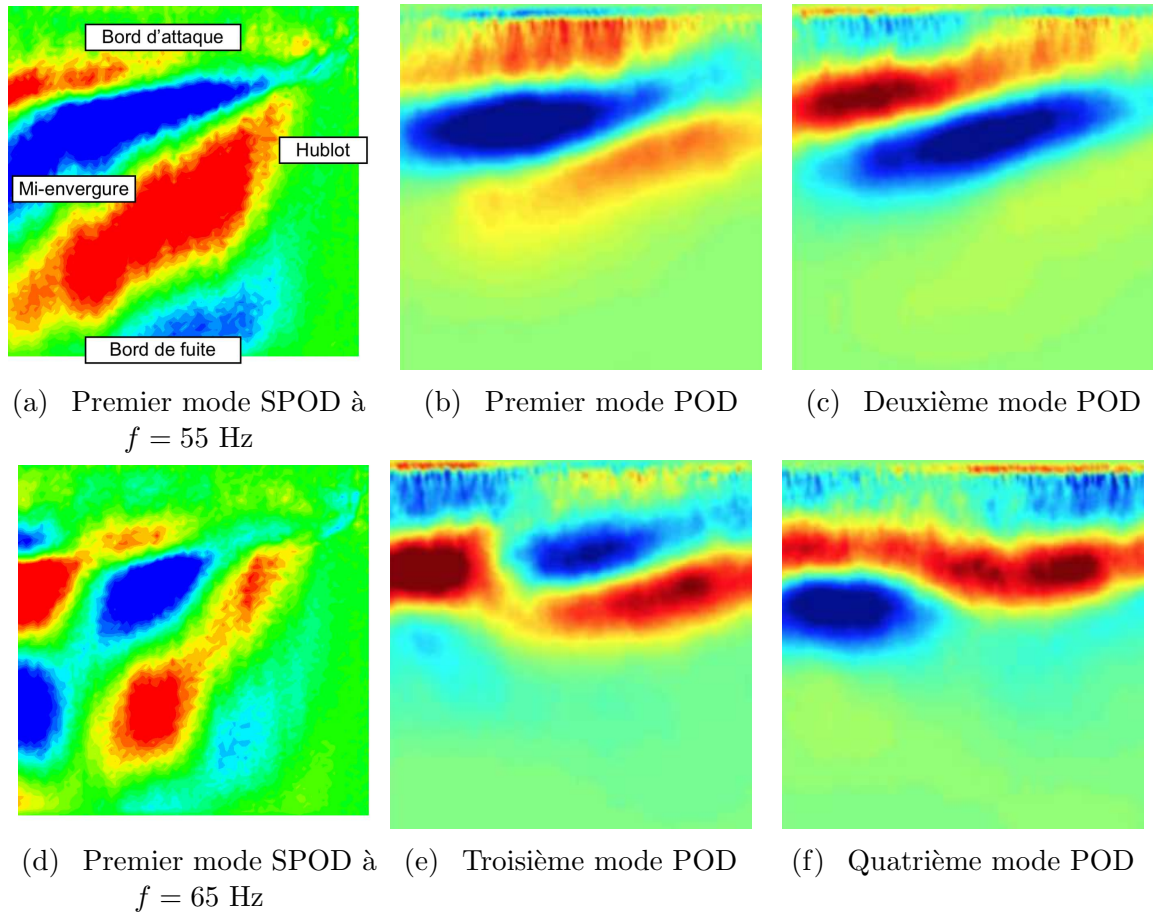 Bord d'attaque
Hublot
Mi-envergure
Bord de fuite
(a) Premier mode SPOD à
f = 55 Hz
(b) Premier mode POD
(c) Deuxième mode POD
(d) Premier mode SPOD à
f = 65 Hz
(e) Troisième mode POD
(f) Quatrième mode POD